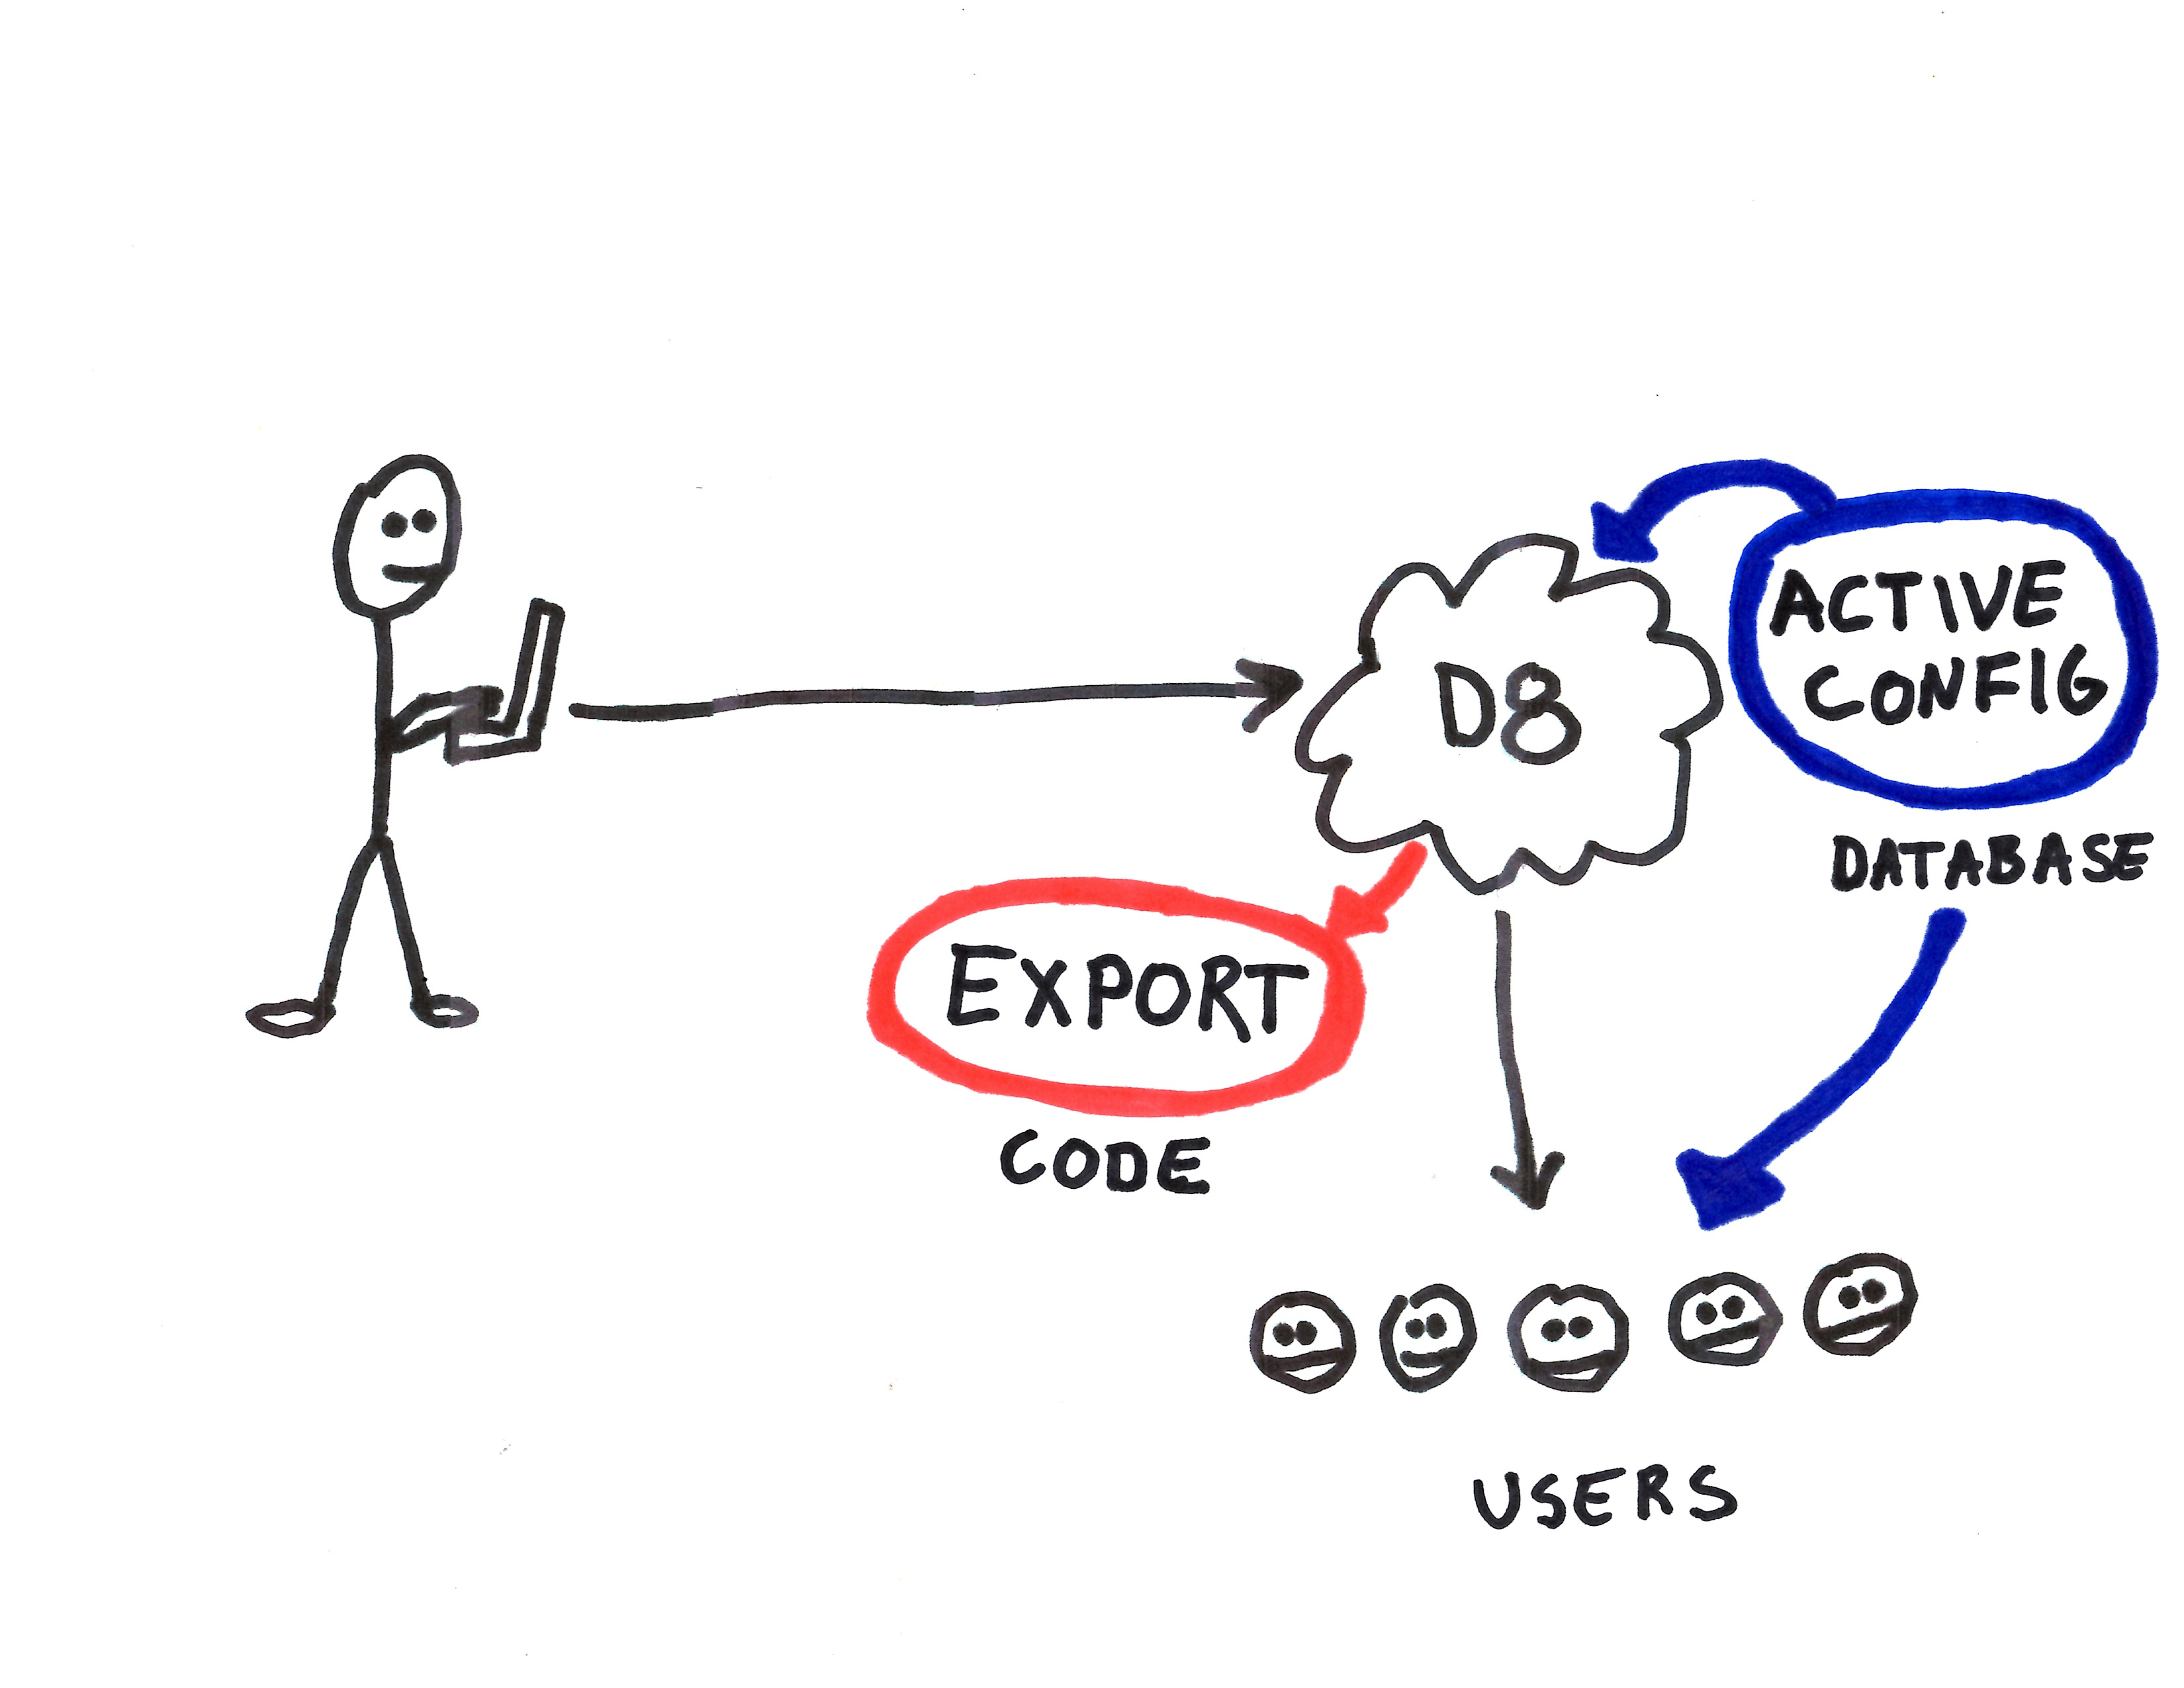 D8
ACTIVE
CONFIG
DATABASE
EXPORT
CODE
USERS